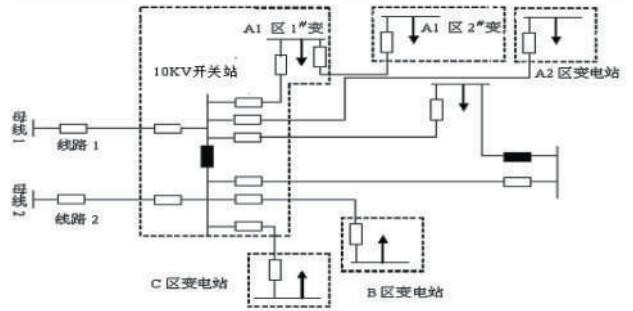 A1 区 1#变
A1 区 2#变
10KV开关站
A2 区变电站
母线1
线路 1
母线2
线路 2
C 区变电站
B 区变电站